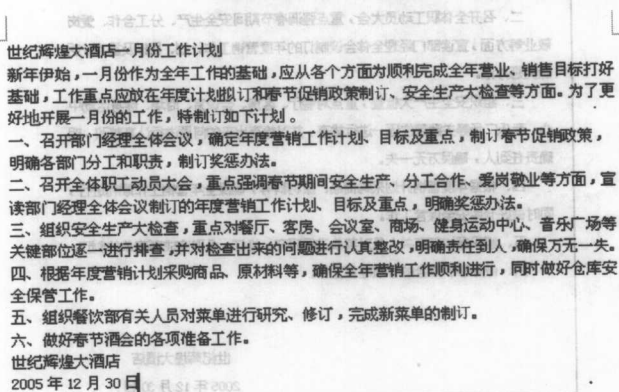 世纪辉煌大酒店一月份工作计划
新年伊始，一月份作为全年工作的基础，应从各个方面为顺利完成全年营业、销售目标打好
基础，工作重点应放在年度计划拟订和春节促销政策制订、安全生产大检查等方面。为了更
好地开展一月份的工作，特制订如下计划。
一、召开部门经理全体会议，确定年度营销工作计划、目标及重点，制订春节促销政策，
明确各部门分工和职责，制订奖惩办法。
二、召开全体职工动员大会，重点强调春节期间安全生产、分工合作、爱岗敬业等方面，宣
读部门经理全体会议制订的年度营销工作计划、目标及重点，明确奖惩办法。
三、组织安全生产大检查，重点对餐厅、客房、会议室、商场、健身运动中心、音乐广场等
关键部位逐一进行排查，并对检查出来的问题进行认真整改，明确责任到人，确保万无一失。
四、根据年度营销计划采购商品、原材料等，确保全年营销工作顺利进行，同时做好仓库安
全保管工作。
五、组织餐饮部有关人员对菜单进行研究、修订，完成新菜单的制订。
六、做好春节酒会的各项准备工作。
世纪辉煌大酒店
2005 年 12 月 30 日